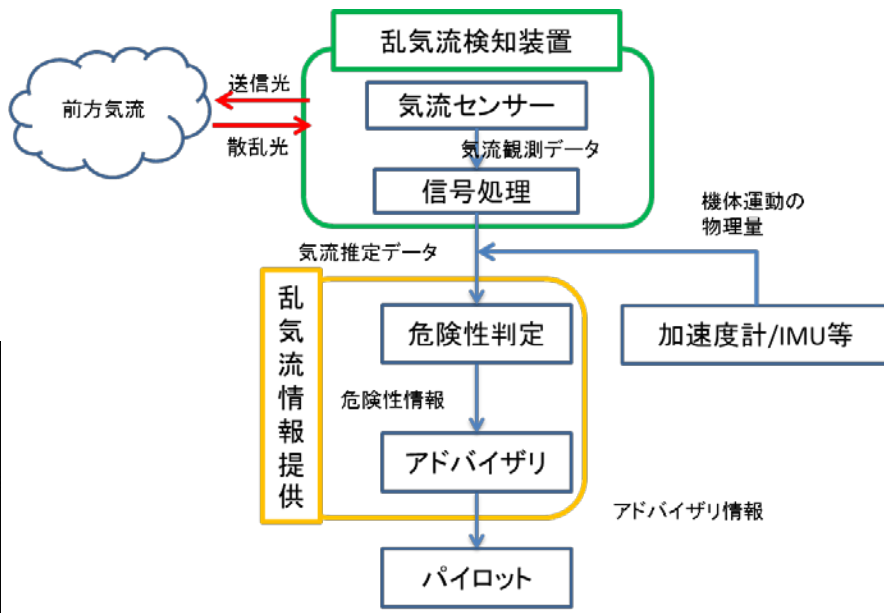 乱気流検知装置
送信光
前方気流
散乱光
気流センサー
気流観測データ
信号処理
機体運動の
物理量
気流推定データ
乱気流情報提供
危険性判定
加速度計/IMU等
危険性情報
アドバイザリ
アドバイザリ情報
パイロット